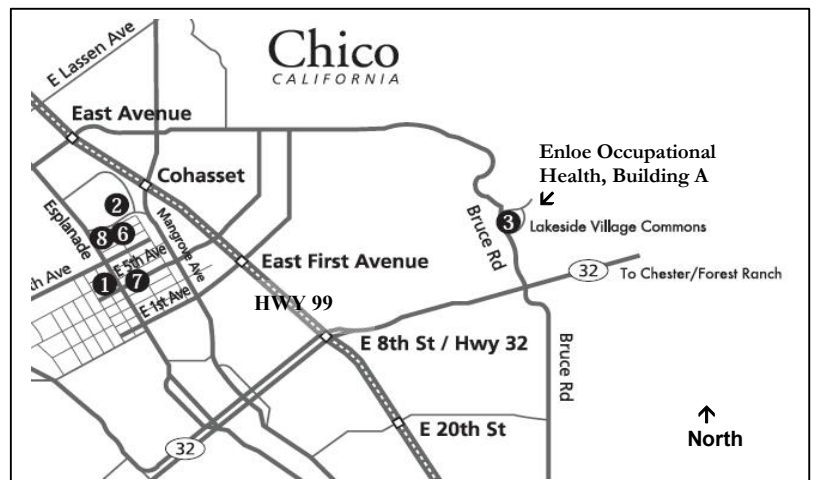 Chico
CALIFORNIA
E Lassen Ave
East Avenue
Enloe Occupational
Health, Building A
Cohasset
2
Esplanade
Mangrove Ave
8 6
3
Bruce Rd
Lakeside Village Commons
th Ave
E 5th Ave
East First Avenue
32
To Chester/Forest Ranch
1 7
E 1st Ave
HWY 99
E 8th St / Hwy 32
Bruce Rd
E 20th St
North
32